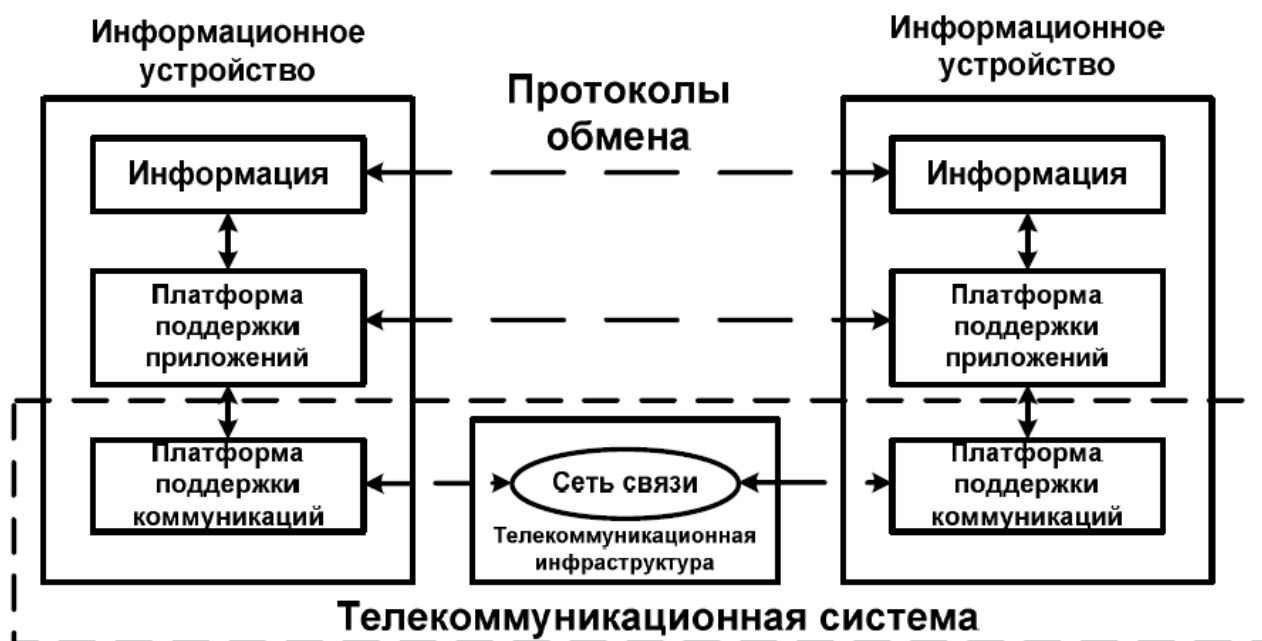 Информационное
устройство
Информационное
устройство
Протоколы
обмена
Информация
Информация
Платформа
поддержки
приложений
Платформа
поддержки
приложений
Платформа
поддержки
коммуникаций
Сеть связи
Телекоммуникационная
инфраструктура
Платформа
поддержки
коммуникаций
Телекоммуникационная система